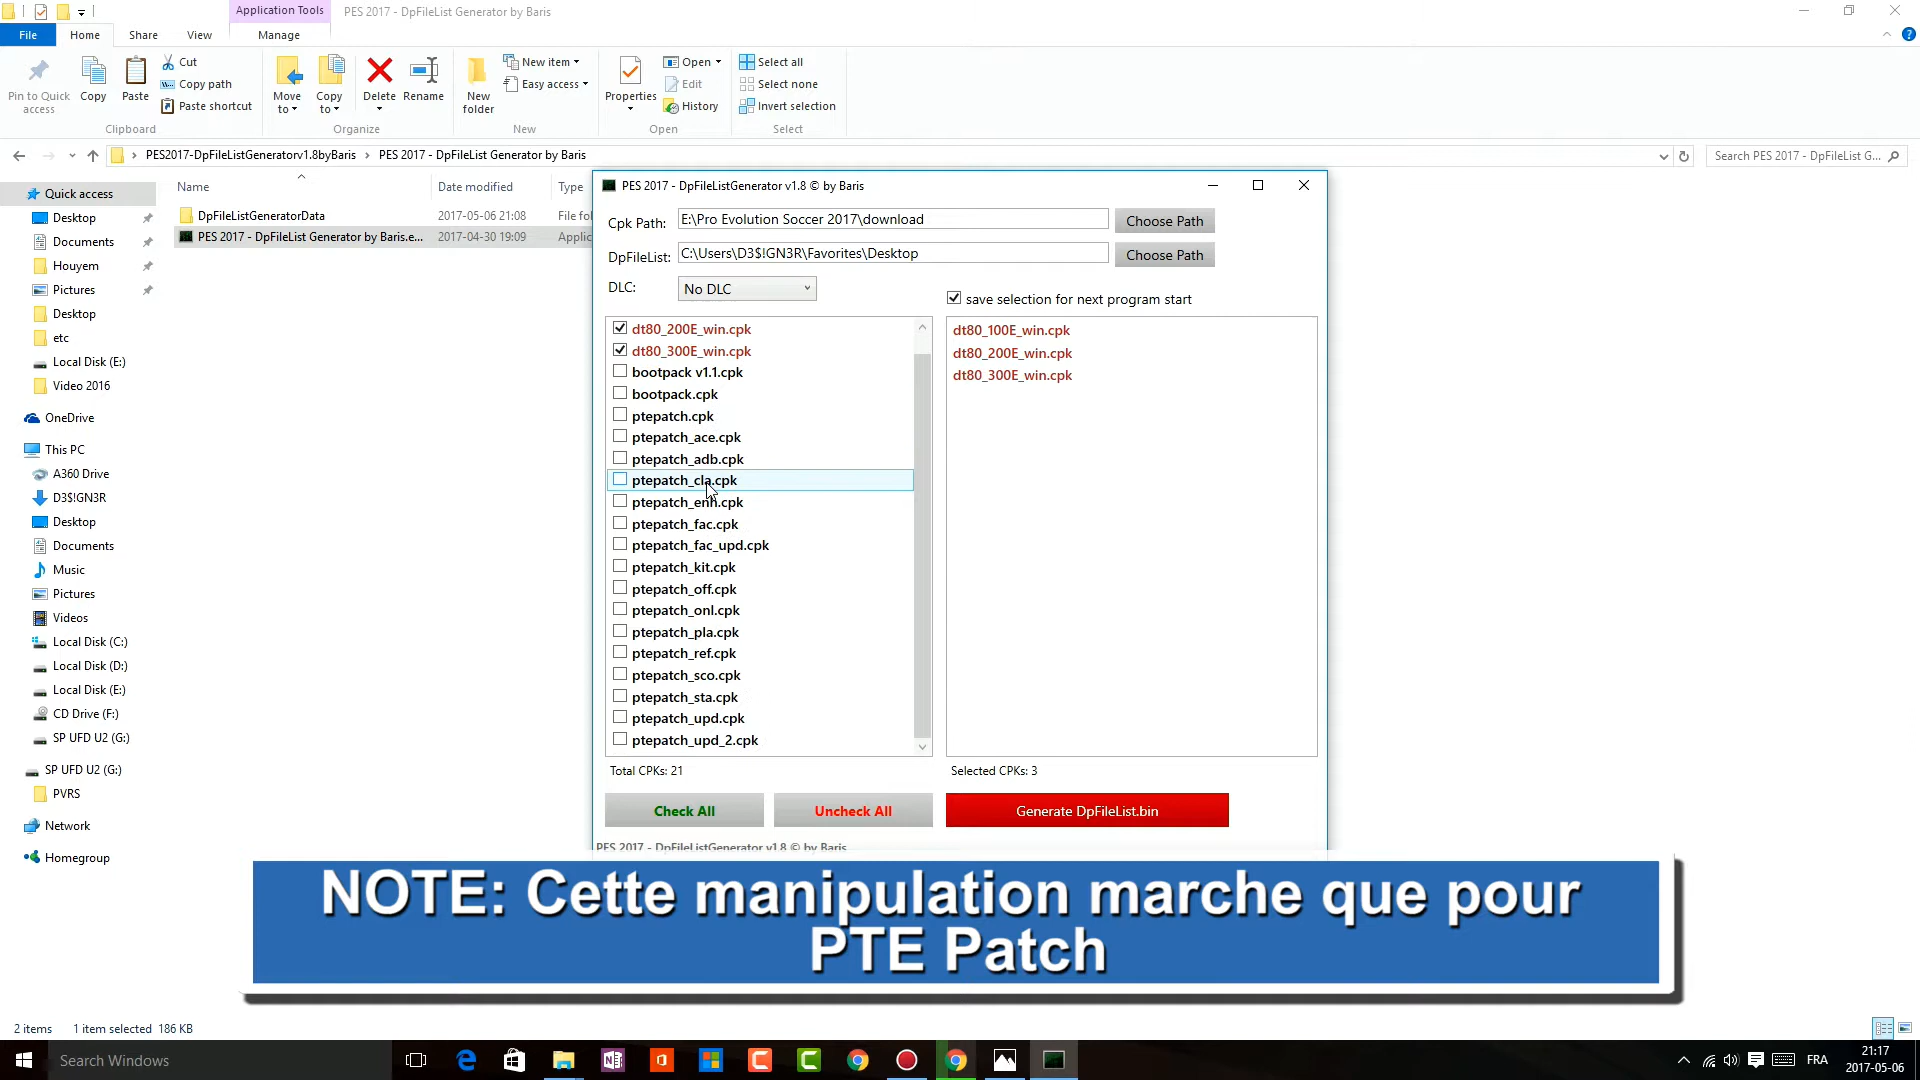 Application Tools
PES 2017 - DpFileList Generator by Baris
File
Home
Share
View
Manage
Pin to Quick access
Copy
Paste
Cut
Copy path
Paste shortcut
Clipboard
Move to
Copy to
Delete
Rename
Organize
New folder
New item
Easy access
New
Properties
Open
Edit
History
Open
Select all
Select none
Invert selection
Select
PES2017-DpFileListGeneratorv1.8byBaris
PES 2017 - DpFileList Generator by Baris
Search PES 2017 - DpFileList G...
Name
Date modified
Type
DpFileListGeneratorData
2017-05-06 21:08
File fo
PES 2017 - DpFileList Generator by Baris.e...
2017-04-30 19:09
Applic
Quick access
Desktop
Documents
Houyem
Pictures
Desktop
etc
Local Disk (E:)
Video 2016
OneDrive
This PC
A360 Drive
D3$!GN3R
Desktop
Documents
Music
Pictures
Videos
Local Disk (C:)
Local Disk (D:)
Local Disk (E:)
CD Drive (F:)
SP UFD U2 (G:)
SP UFD U2 (G:)
PVRS
Network
Homegroup
PES 2017 - DpFileListGenerator v1.8 © by Baris
Cpk Path:
E:\Pro Evolution Soccer 2017\download
Choose Path
DpFileList:
C:\Users\D3$!GN3R\Favorites\Desktop
Choose Path
DLC:
No DLC
save selection for next program start
dt80_200E_win.cpk
dt80_300E_win.cpk
bootpack v1.1.cpk
bootpack.cpk
ptepatch.cpk
ptepatch_ace.cpk
ptepatch_adb.cpk
ptepatch_cla.cpk
ptepatch_enh.cpk
ptepatch_fac.cpk
ptepatch_fac_upd.cpk
ptepatch_kit.cpk
ptepatch_off.cpk
ptepatch_onl.cpk
ptepatch_pla.cpk
ptepatch_ref.cpk
ptepatch_sco.cpk
ptepatch_sta.cpk
ptepatch_upd.cpk
ptepatch_upd_2.cpk
dt80_100E_win.cpk
dt80_200E_win.cpk
dt80_300E_win.cpk
Total CPKs: 21
Selected CPKs: 3
Check All
Uncheck All
Generate DpFileList.bin
PES 2017 - DpFileListGenerator v1.8 © by Baris
NOTE: Cette manipulation marche que pour
PTE Patch
2 items
1 item selected 186 KB
Search Windows
FRA
21:17
2017-05-06